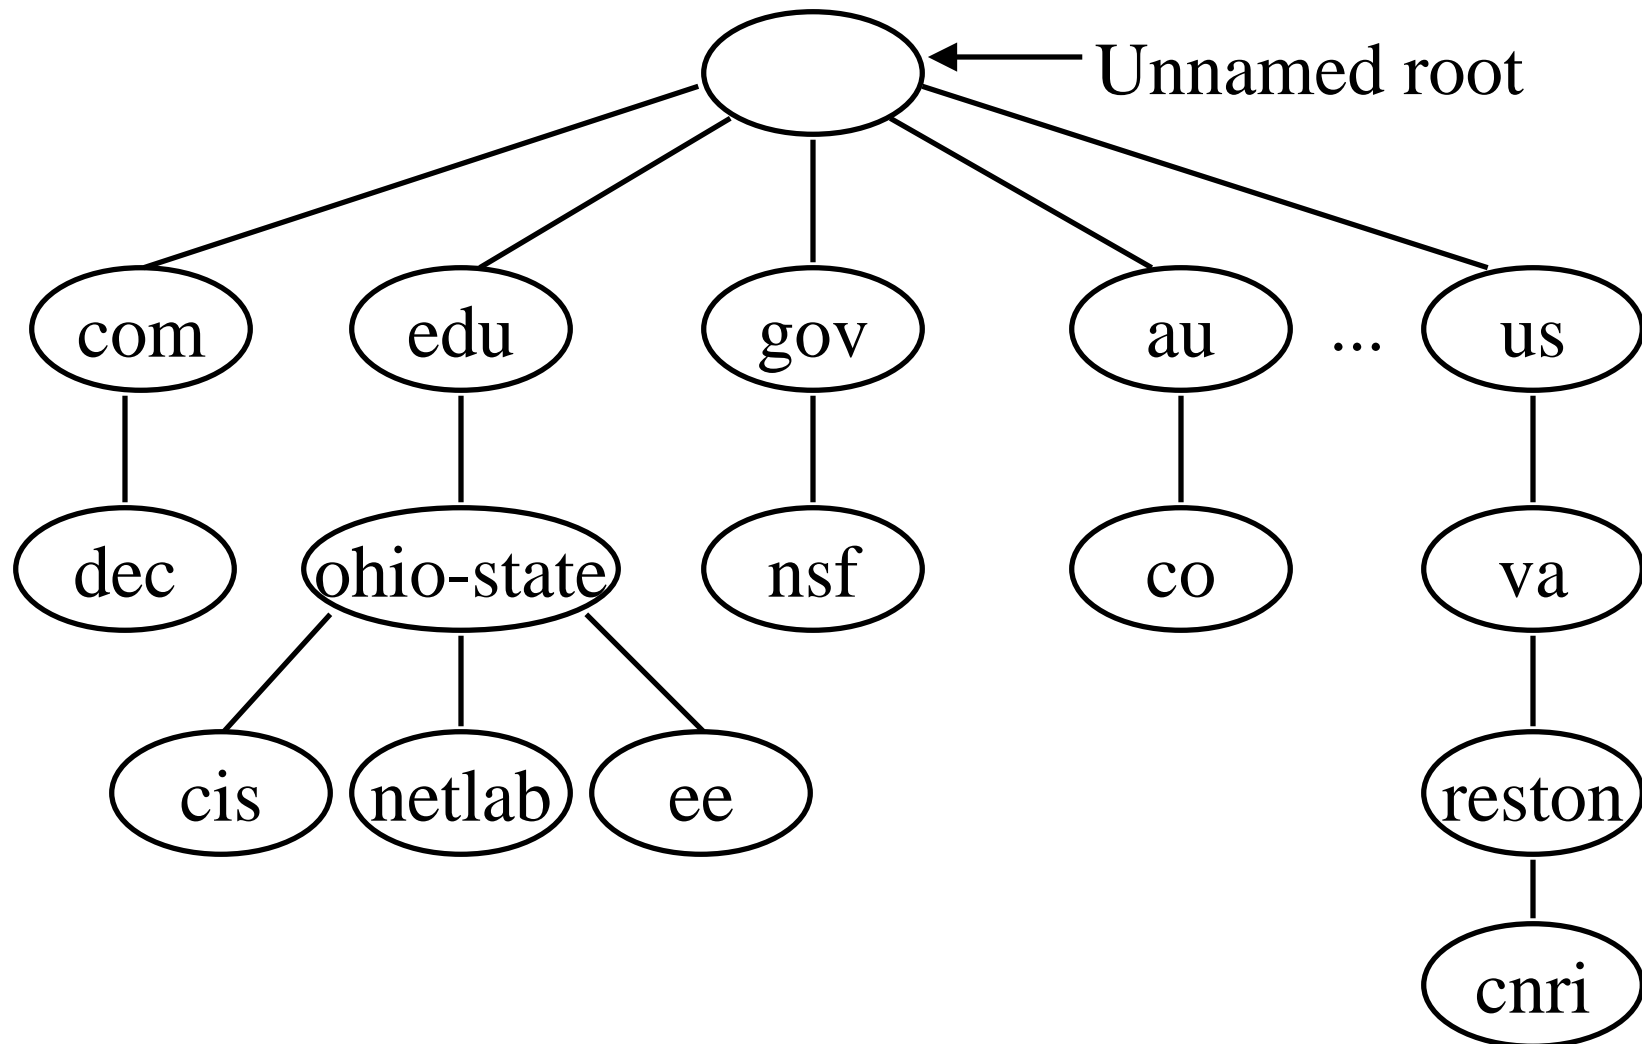 Unnamed root
com edu gov au ... us
dec ohio-state nsf co va
cis netlab ee reston
cnri